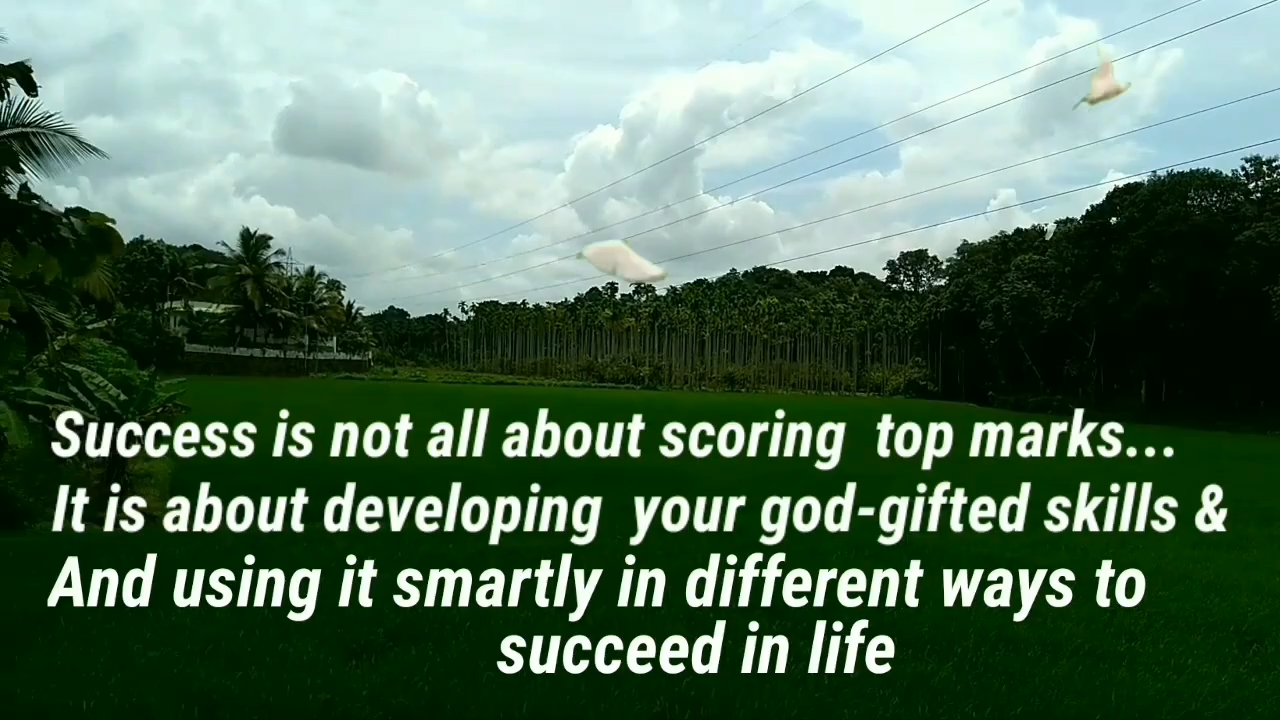 Success is not all about scoring top marks...
It is about developing your god-gifted skills &
And using it smartly in different ways to
succeed in life